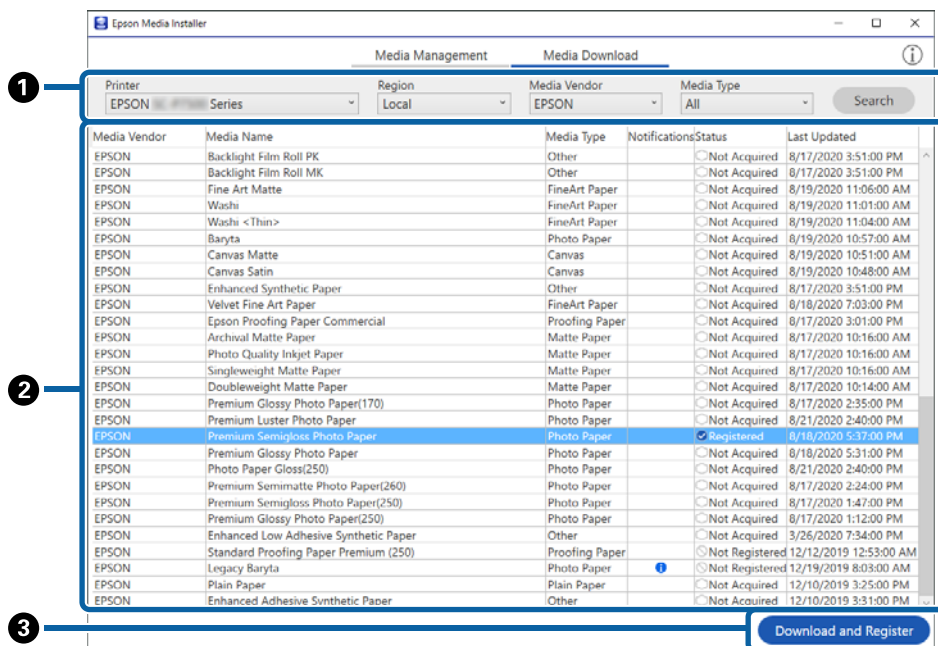 Epson Media Installer
Media Management Media Download
1
Printer Region Media Vendor Media Type
EPSON Series Local EPSON All Search
Media Vendor Media Name Media Type Notifications Status Last Updated
EPSON Backlight Film Roll PK Other Not Acquired 8/17/2020 3:51:00 PM
EPSON Backlight Film Roll MK Other Not Acquired 8/17/2020 3:51:00 PM
EPSON Fine Art Matte FineArt Paper Not Acquired 8/19/2020 11:06:00 AM
EPSON Washi FineArt Paper Not Acquired 8/19/2020 11:01:00 AM
EPSON Washi <Thin> FineArt Paper Not Acquired 8/19/2020 11:04:00 AM
EPSON Baryta Photo Paper Not Acquired 8/19/2020 10:57:00 AM
EPSON Canvas Matte Canvas Not Acquired 8/19/2020 10:51:00 AM
EPSON Canvas Satin Canvas Not Acquired 8/19/2020 10:48:00 AM
EPSON Enhanced Synthetic Paper Other Not Acquired 8/17/2020 3:51:00 PM
EPSON Velvet Fine Art Paper FineArt Paper Not Acquired 8/18/2020 7:03:00 PM
EPSON Epson Proofing Paper Commercial Proofing Paper Not Acquired 8/17/2020 3:01:00 PM
EPSON Archival Matte Paper Matte Paper Not Acquired 8/17/2020 10:16:00 AM
EPSON Photo Quality Inkjet Paper Matte Paper Not Acquired 8/17/2020 10:16:00 AM
EPSON Singleweight Matte Paper Matte Paper Not Acquired 8/17/2020 10:16:00 AM
2
EPSON Doubleweight Matte Paper Matte Paper Not Acquired 8/17/2020 10:14:00 AM
EPSON Premium Glossy Photo Paper(170) Photo Paper Not Acquired 8/17/2020 2:35:00 PM
EPSON Premium Luster Photo Paper Photo Paper Not Acquired 8/21/2020 2:40:00 PM
EPSON Premium Semigloss Photo Paper Photo Paper Registered 8/18/2020 5:37:00 PM
EPSON Premium Glossy Photo Paper Photo Paper Not Acquired 8/18/2020 5:31:00 PM
EPSON Photo Paper Gloss(250) Photo Paper Not Acquired 8/21/2020 2:40:00 PM
EPSON Premium Semimatte Photo Paper(260) Photo Paper Not Acquired 8/17/2020 2:24:00 PM
EPSON Premium Semigloss Photo Paper(250) Photo Paper Not Acquired 8/17/2020 1:47:00 PM
EPSON Premium Glossy Photo Paper(250) Photo Paper Not Acquired 8/17/2020 1:12:00 PM
EPSON Enhanced Low Adhesive Synthetic Paper Other Not Acquired 3/26/2020 7:34:00 PM
EPSON Standard Proofing Paper Premium (250) Proofing Paper Not Registered 12/12/2019 12:53:00 AM
EPSON Legacy Baryta Photo Paper Not Registered 12/19/2019 8:03:00 AM
EPSON Plain Paper Plain Paper Not Acquired 12/10/2019 3:25:00 PM
EPSON Enhanced Adhesive Synthetic Paper Other Not Acquired 12/10/2019 3:31:00 PM
3
Download and Register